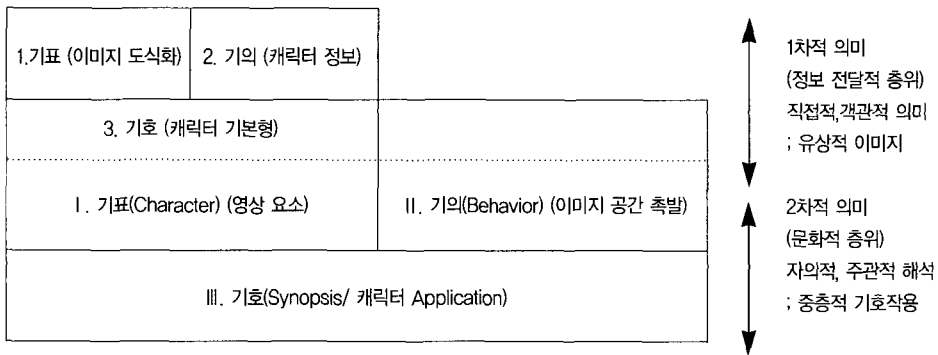 1.기표 (이미지 도식화)
2. 기의 (캐릭터 정보)
3. 기호 (캐릭터 기본형)
Ⅰ. 기표(Character) (영상 요소)
Ⅱ. 기의(Behavior) (이미지 공간 촉발)
Ⅲ. 기호(Synopsis/ 캐릭터 Application)
1차적 의미
(정보 전달적 층위)
직접적,객관적 의미
; 유상적 이미지
2차적 의미
(문화적 층위)
자의적, 주관적 해석
; 중층적 기호작용